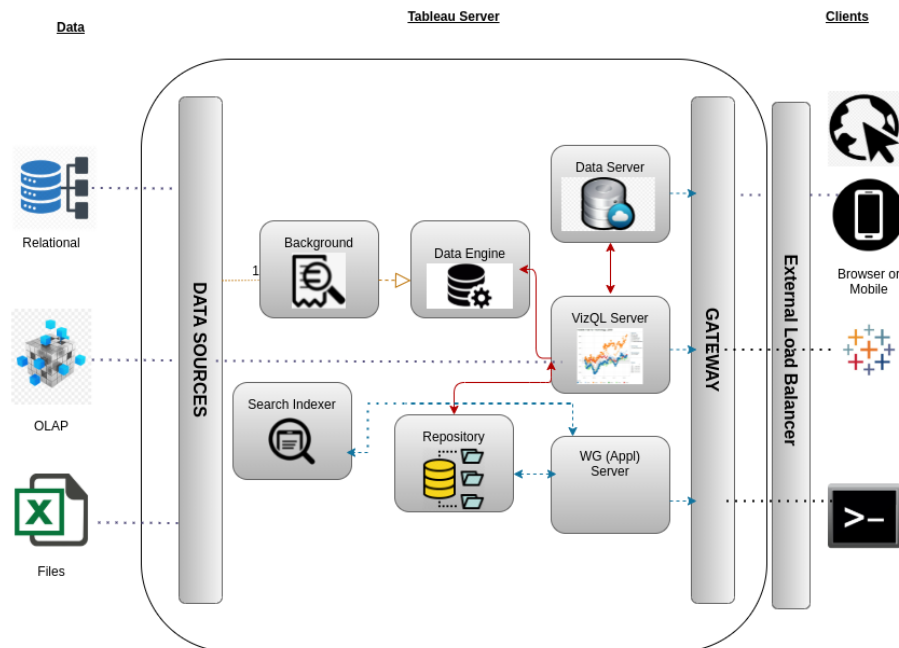 Data
Tableau Server
Clients
Relational
OLAP
Files
DATA SOURCES
1
Background
Data Engine
Data Server
VizQL Server
Search Indexer
Repository
WG (Appl)
Server
GATEWAY
External Load Balancer
Browser or
Mobile